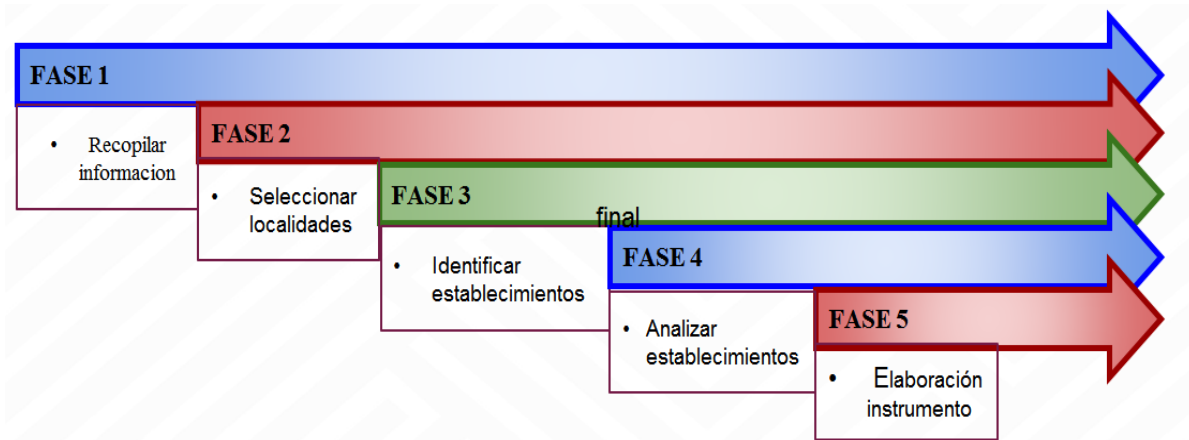 FASE 1
• Recopilar
informacion
FASE 2
• Seleccionar
localidades
FASE 3
final
• Identificar
establecimientos
FASE 4
• Analizar
establecimientos
FASE 5
• Elaboración
instrumento